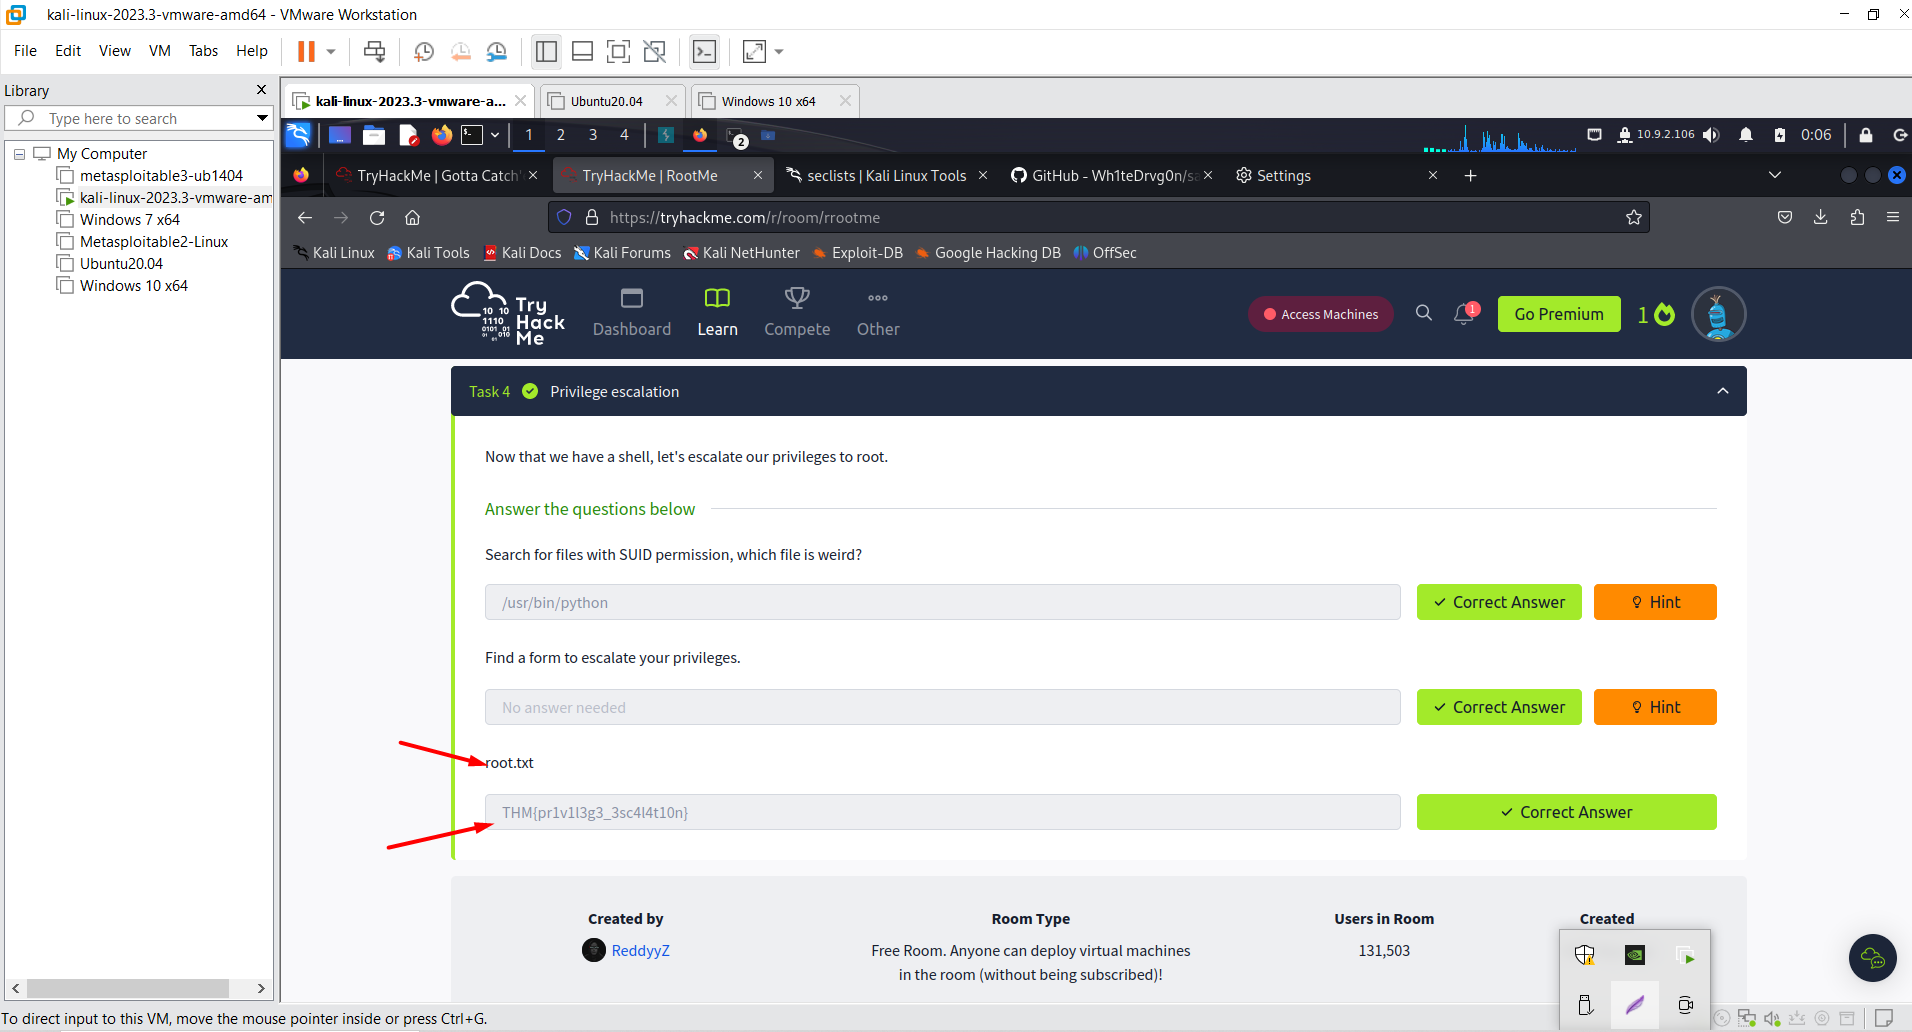 kali-linux-2023.3-vmware-amd64 - VMware Workstation
File Edit View VM Tabs Help
Library
Type here to search
My Computer
metasploitable3-ub1404
kali-linux-2023.3-vmware-am
Windows 7 x64
Metasploitable2-Linux
Ubuntu20.04
Windows 10 x64
kali-linux-2023.3-vmware-a... Ubuntu20.04 Windows 10 x64
1 2 3 4 2 10.9.2.106 0:06
TryHackMe | Gotta Catch' TryHackMe | RootMe seclists | Kali Linux Tools GitHub - Wh1teDrvg0n/sa Settings
https://tryhackme.com/r/room/rrootme
Kali Linux Kali Tools Kali Docs Kali Forums Kali NetHunter Exploit-DB Google Hacking DB OffSec
Try Hack Me
Dashboard Learn Compete Other Access Machines 1 Go Premium 1
Task 4 Privilege escalation
Now that we have a shell, let's escalate our privileges to root.
Answer the questions below
Search for files with SUID permission, which file is weird?
/usr/bin/python Correct Answer Hint
Find a form to escalate your privileges.
No answer needed Correct Answer Hint
root.txt
THM{pr1v1l3g3_3sc4l4t10n} Correct Answer
Created by Room Type Users in Room Created
ReddyyZ Free Room. Anyone can deploy virtual machines 131,503
in the room (without being subscribed)!
To direct input to this VM, move the mouse pointer inside or press Ctrl+G.